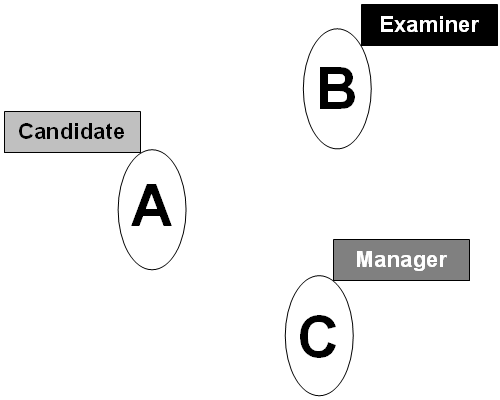 Examiner
B
Candidate
A
Manager
C